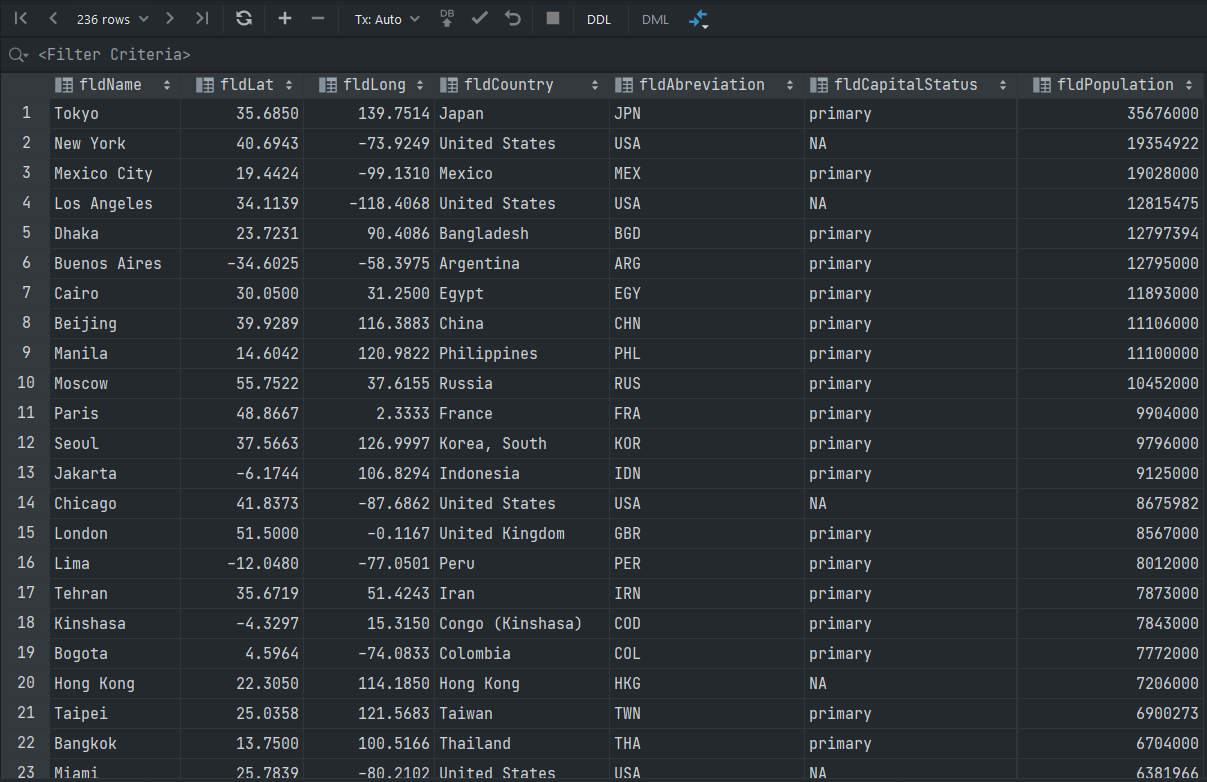 236 rows Tx: Auto DB DDL DML
<Filter Criteria>
fldName fldLat fldLong fldCountry fldAbreviation fldCapitalStatus fldPopulation
1 Tokyo 35.6850 139.7514 Japan JPN primary 35676000
2 New York 40.6943 -73.9249 United States USA NA 19354922
3 Mexico City 19.4424 -99.1310 Mexico MEX primary 19028000
4 Los Angeles 34.1139 -118.4068 United States USA NA 12815475
5 Dhaka 23.7231 90.4086 Bangladesh BGD primary 12797394
6 Buenos Aires -34.6025 -58.3975 Argentina ARG primary 12795000
7 Cairo 30.0500 31.2500 Egypt EGY primary 11893000
8 Beijing 39.9289 116.3883 China CHN primary 11106000
9 Manila 14.6042 120.9822 Philippines PHL primary 11100000
10 Moscow 55.7522 37.6155 Russia RUS primary 10452000
11 Paris 48.8667 2.3333 France FRA primary 9904000
12 Seoul 37.5663 126.9997 Korea, South KOR primary 9796000
13 Jakarta -6.1744 106.8294 Indonesia IDN primary 9125000
14 Chicago 41.8373 -87.6862 United States USA NA 8675982
15 London 51.5000 -0.1167 United Kingdom GBR primary 8567000
16 Lima -12.0480 -77.0501 Peru PER primary 8012000
17 Tehran 35.6719 51.4243 Iran IRN primary 7873000
18 Kinshasa -4.3297 15.3150 Congo (Kinshasa) COD primary 7843000
19 Bogota 4.5964 -74.0833 Colombia COL primary 7772000
20 Hong Kong 22.3050 114.1850 Hong Kong HKG NA 7206000
21 Taipei 25.0358 121.5683 Taiwan TWN primary 6900273
22 Bangkok 13.7500 100.5166 Thailand THA primary 6704000
23 Miami 25.7839 -80.2102 United States USA NA 6381966